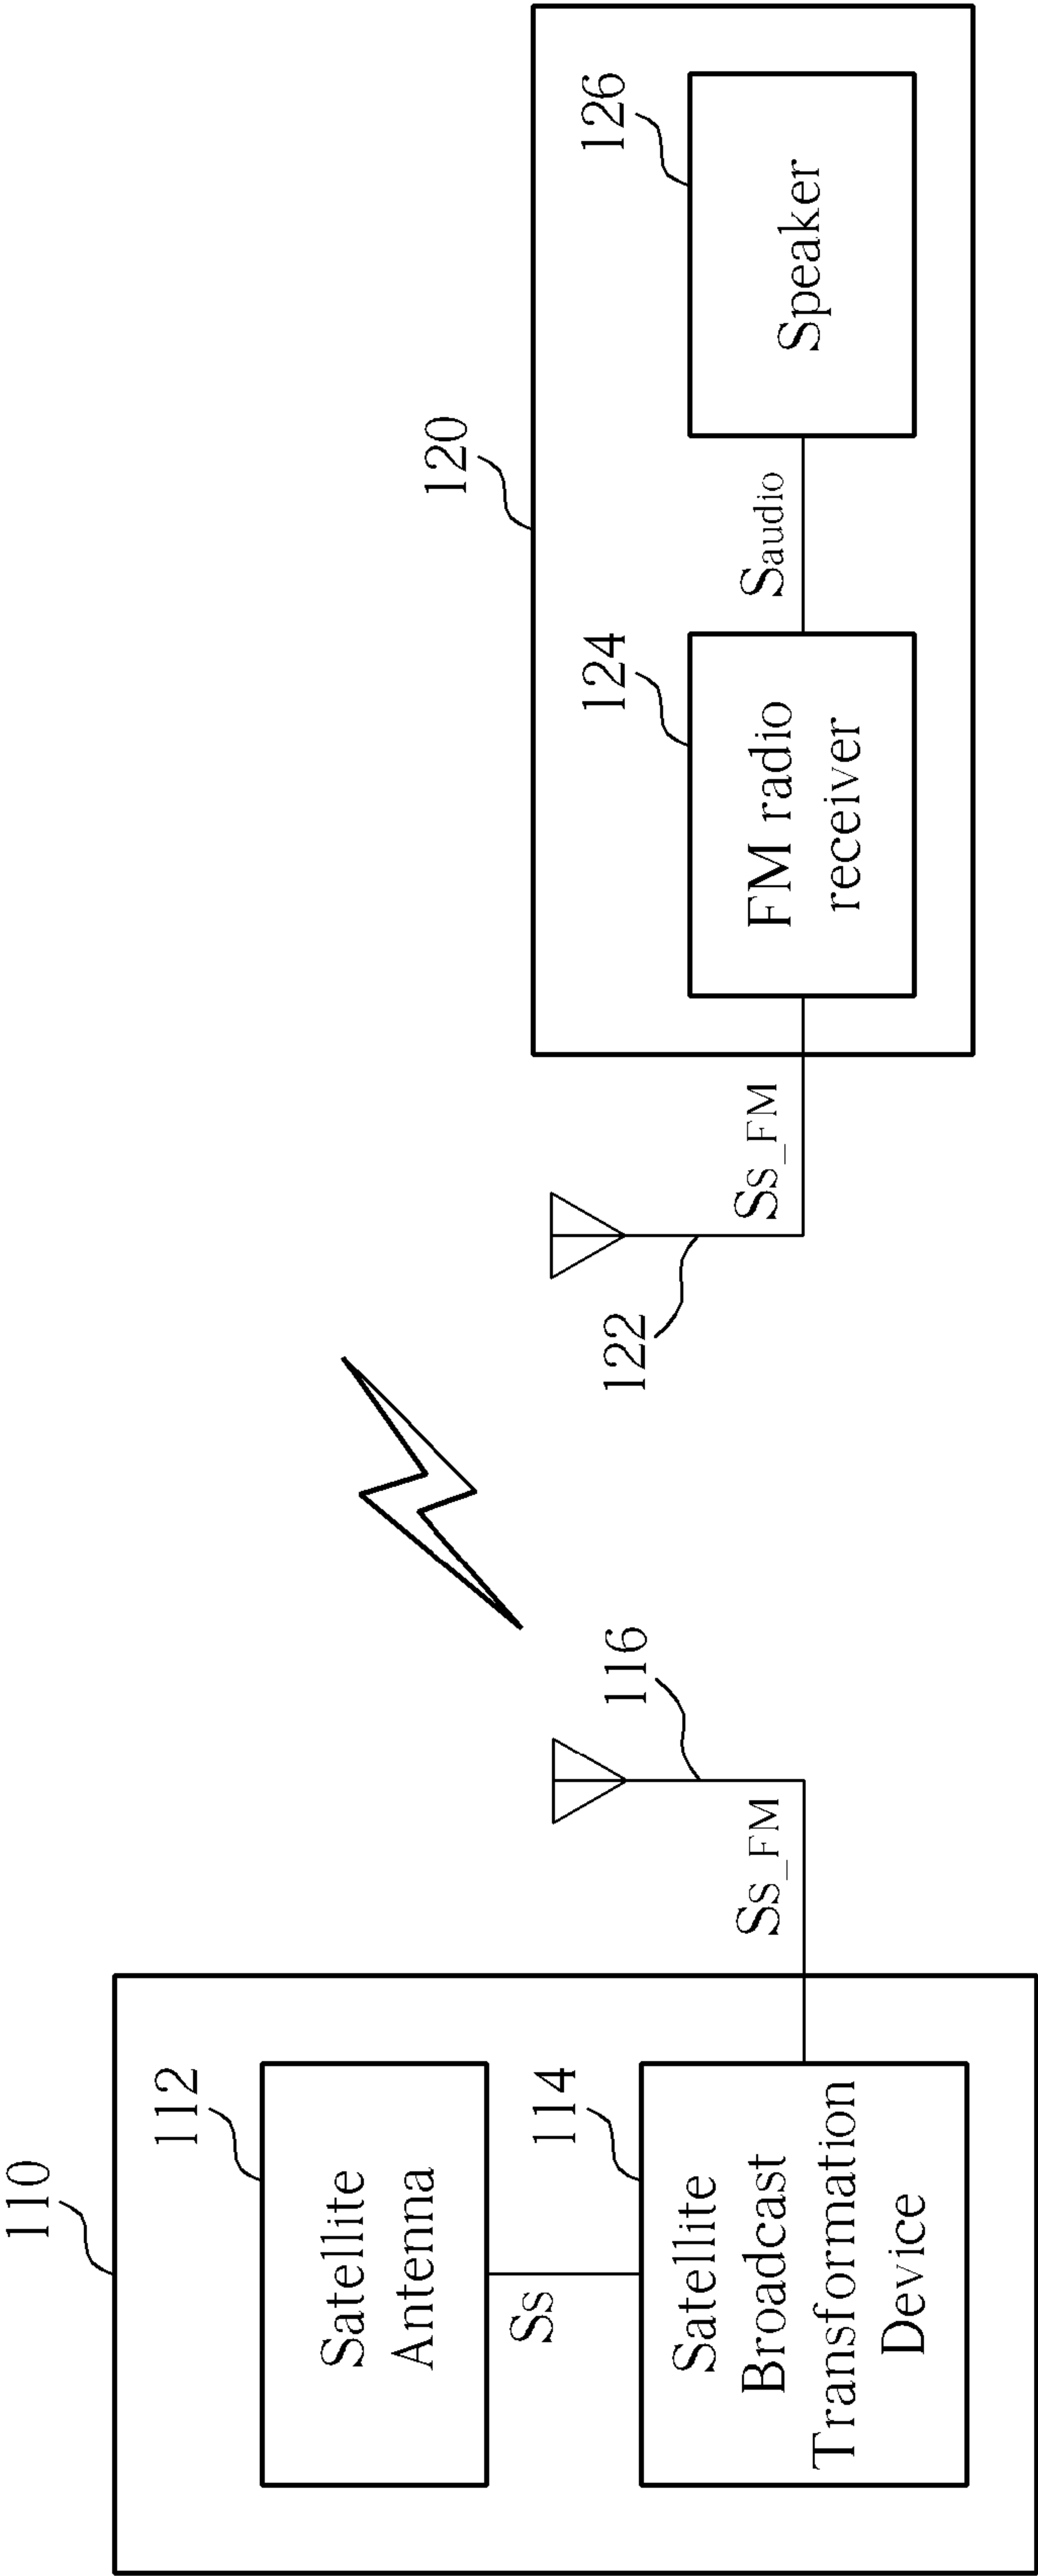 110
112
Satellite
Antenna
Ss
114
Satellite
Broadcast
Transformation
Device
Ss_FM
116
122
Ss_FM
120
124
FM radio
receiver
Saudio
126
Speaker